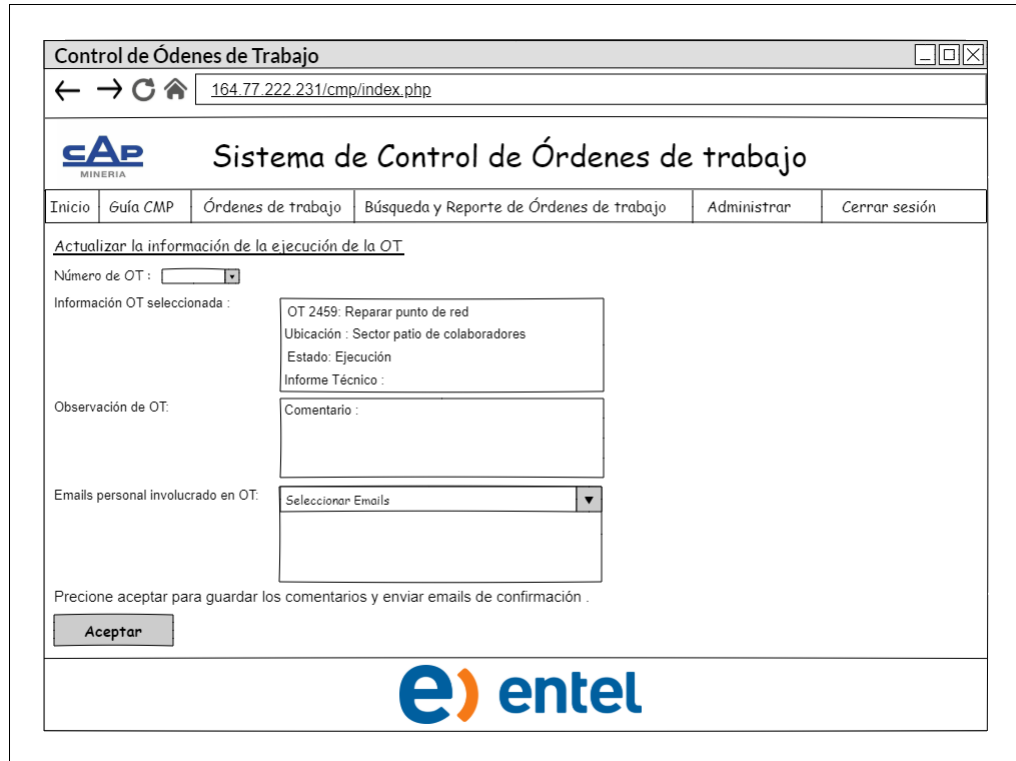 Control de Ódenes de Trabajo
164.77.222.231/cmp/index.php
CAP
MINERIA
Sistema de Control de Órdenes de trabajo
Inicio Guía CMP Órdenes de trabajo Búsqueda y Reporte de Órdenes de trabajo Administrar Cerrar sesión
Actualizar la información de la ejecución de la OT
Número de OT :
Información OT seleccionada :
OT 2459: Reparar punto de red
Ubicación : Sector patio de colaboradores
Estado: Ejecución
Informe Técnico :
Observación de OT:
Comentario :
Emails personal involucrado en OT:
Seleccionar Emails
Precione aceptar para guardar los comentarios y enviar emails de confirmación .
Aceptar
e) entel